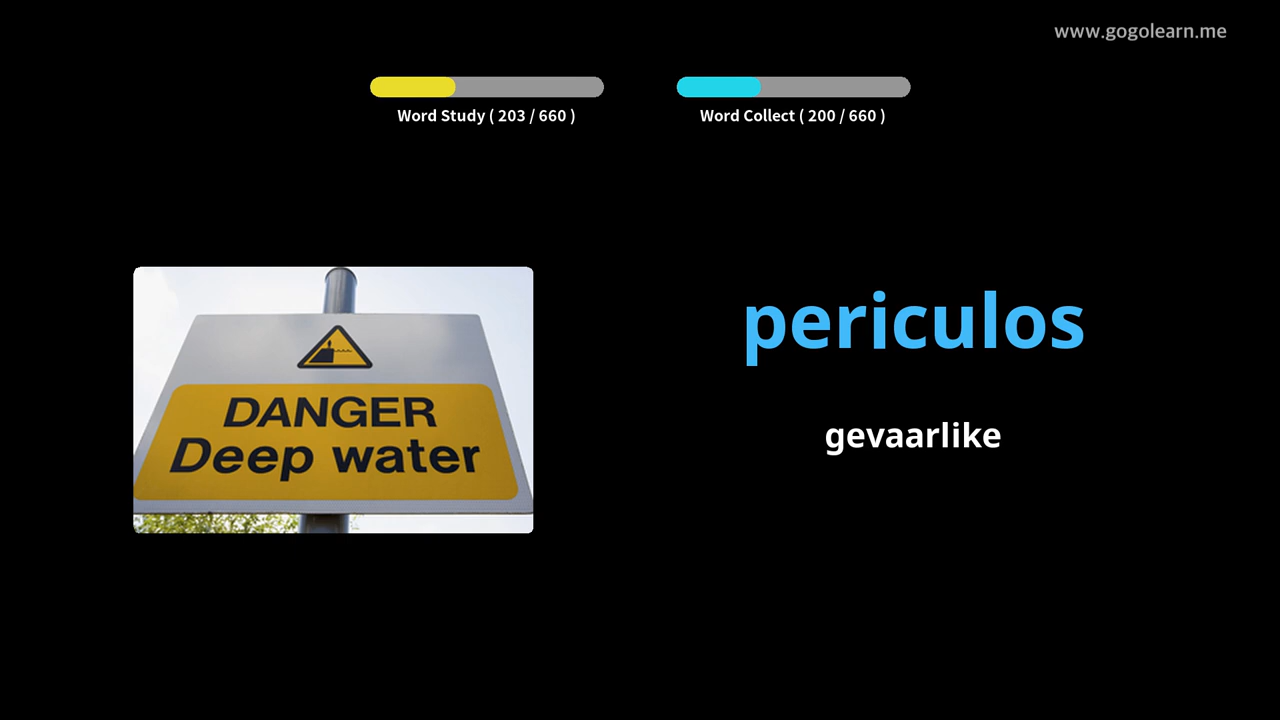 www.gogolearn.me
Word Study ( 203 / 660 )
Word Collect ( 200 / 660 )
DANGER
Deep water
periculos
gevaarlike